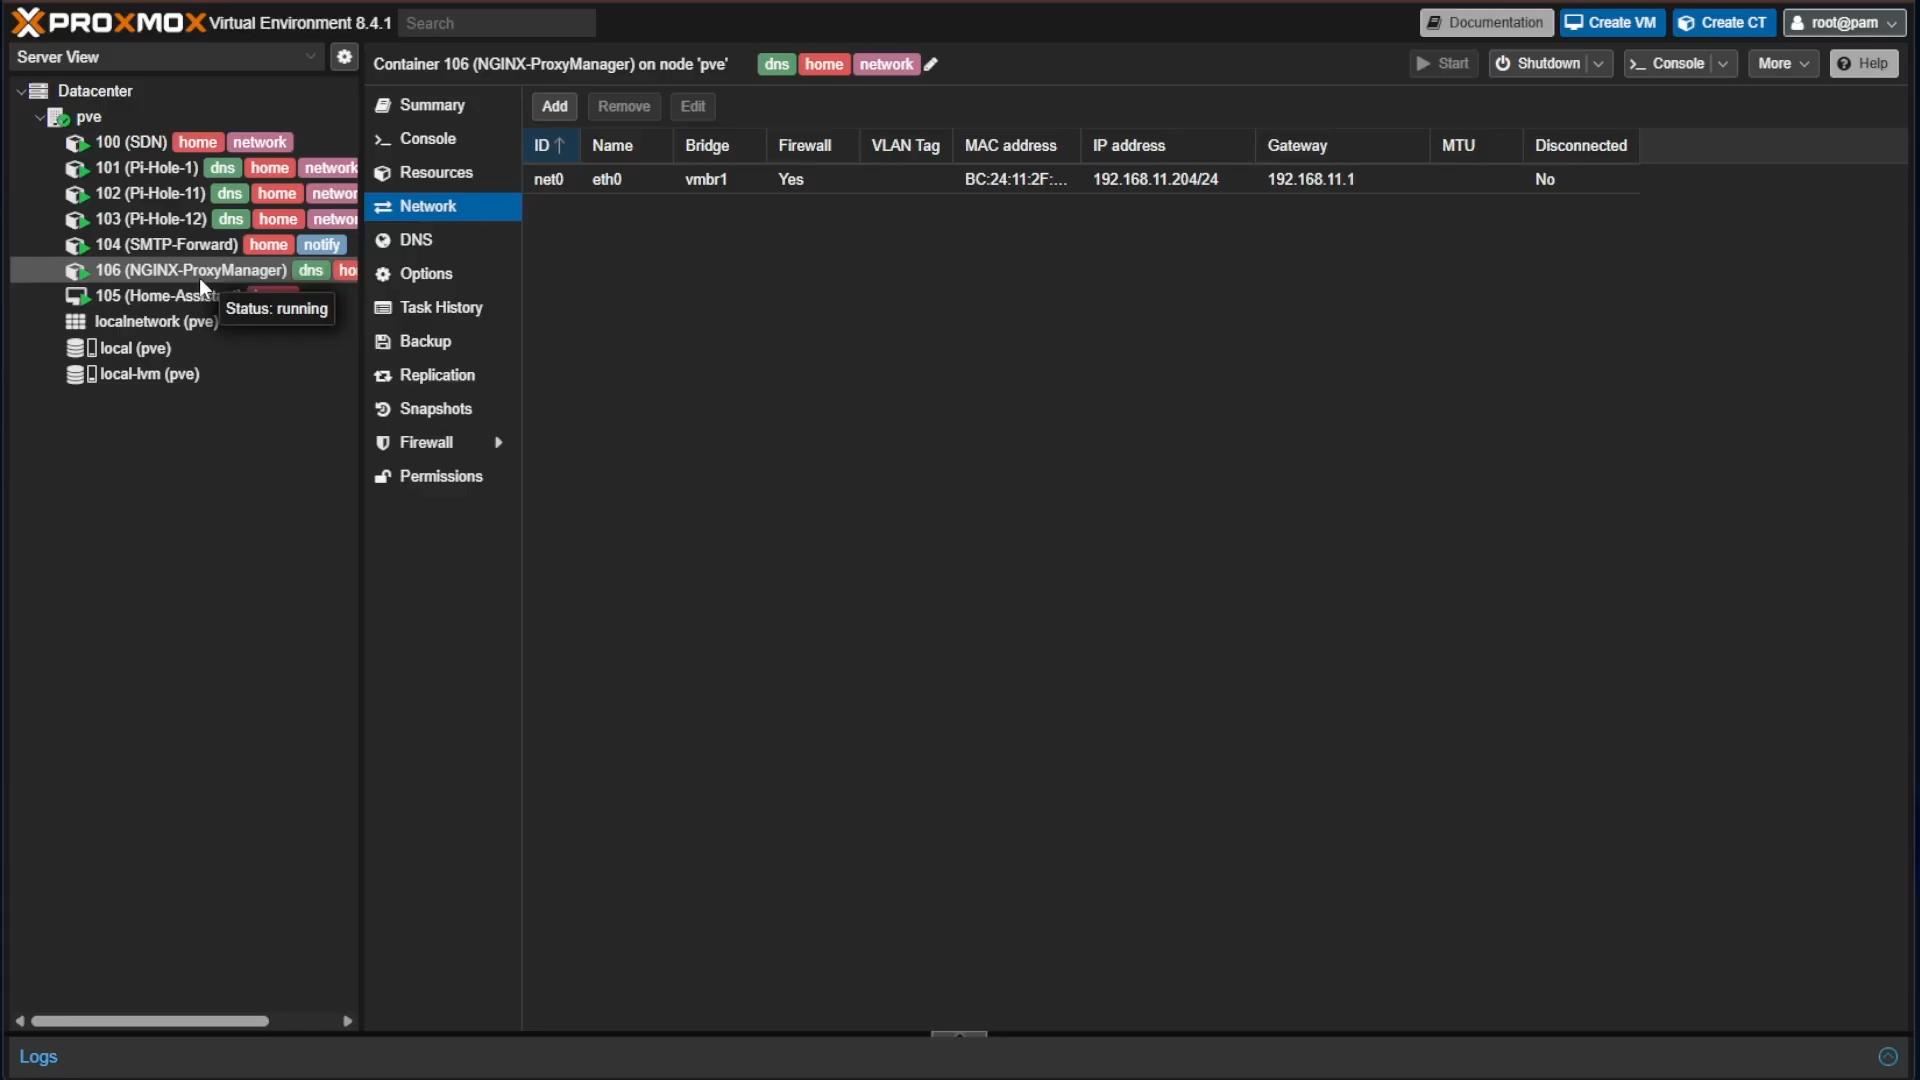 PROXMOX Virtual Environment 8.4.1 Search Documentation Create VM Create CT root@pam
Server View
Container 106 (NGINX-ProxyManager) on node 'pve' dns home network Start Shutdown Console More Help
Datacenter
pve
100 (SDN) home network
101 (Pi-Hole-1) dns home network
102 (Pi-Hole-11) dns home networ
103 (Pi-Hole-12) dns home networ
104 (SMTP-Forward) home notify
106 (NGINX-ProxyManager) dns ho
105 (Home-Assista
Status: running
localnetwork (pve)
local (pve)
local-lvm (pve)
Summary
Console
Resources
Network
DNS
Options
Task History
Backup
Replication
Snapshots
Firewall
Permissions
Add Remove Edit
ID Name Bridge Firewall VLAN Tag MAC address IP address Gateway MTU Disconnected
net0 eth0 vmbr1 Yes BC:24:11:2F:... 192.168.11.204/24 192.168.11.1 No
Logs